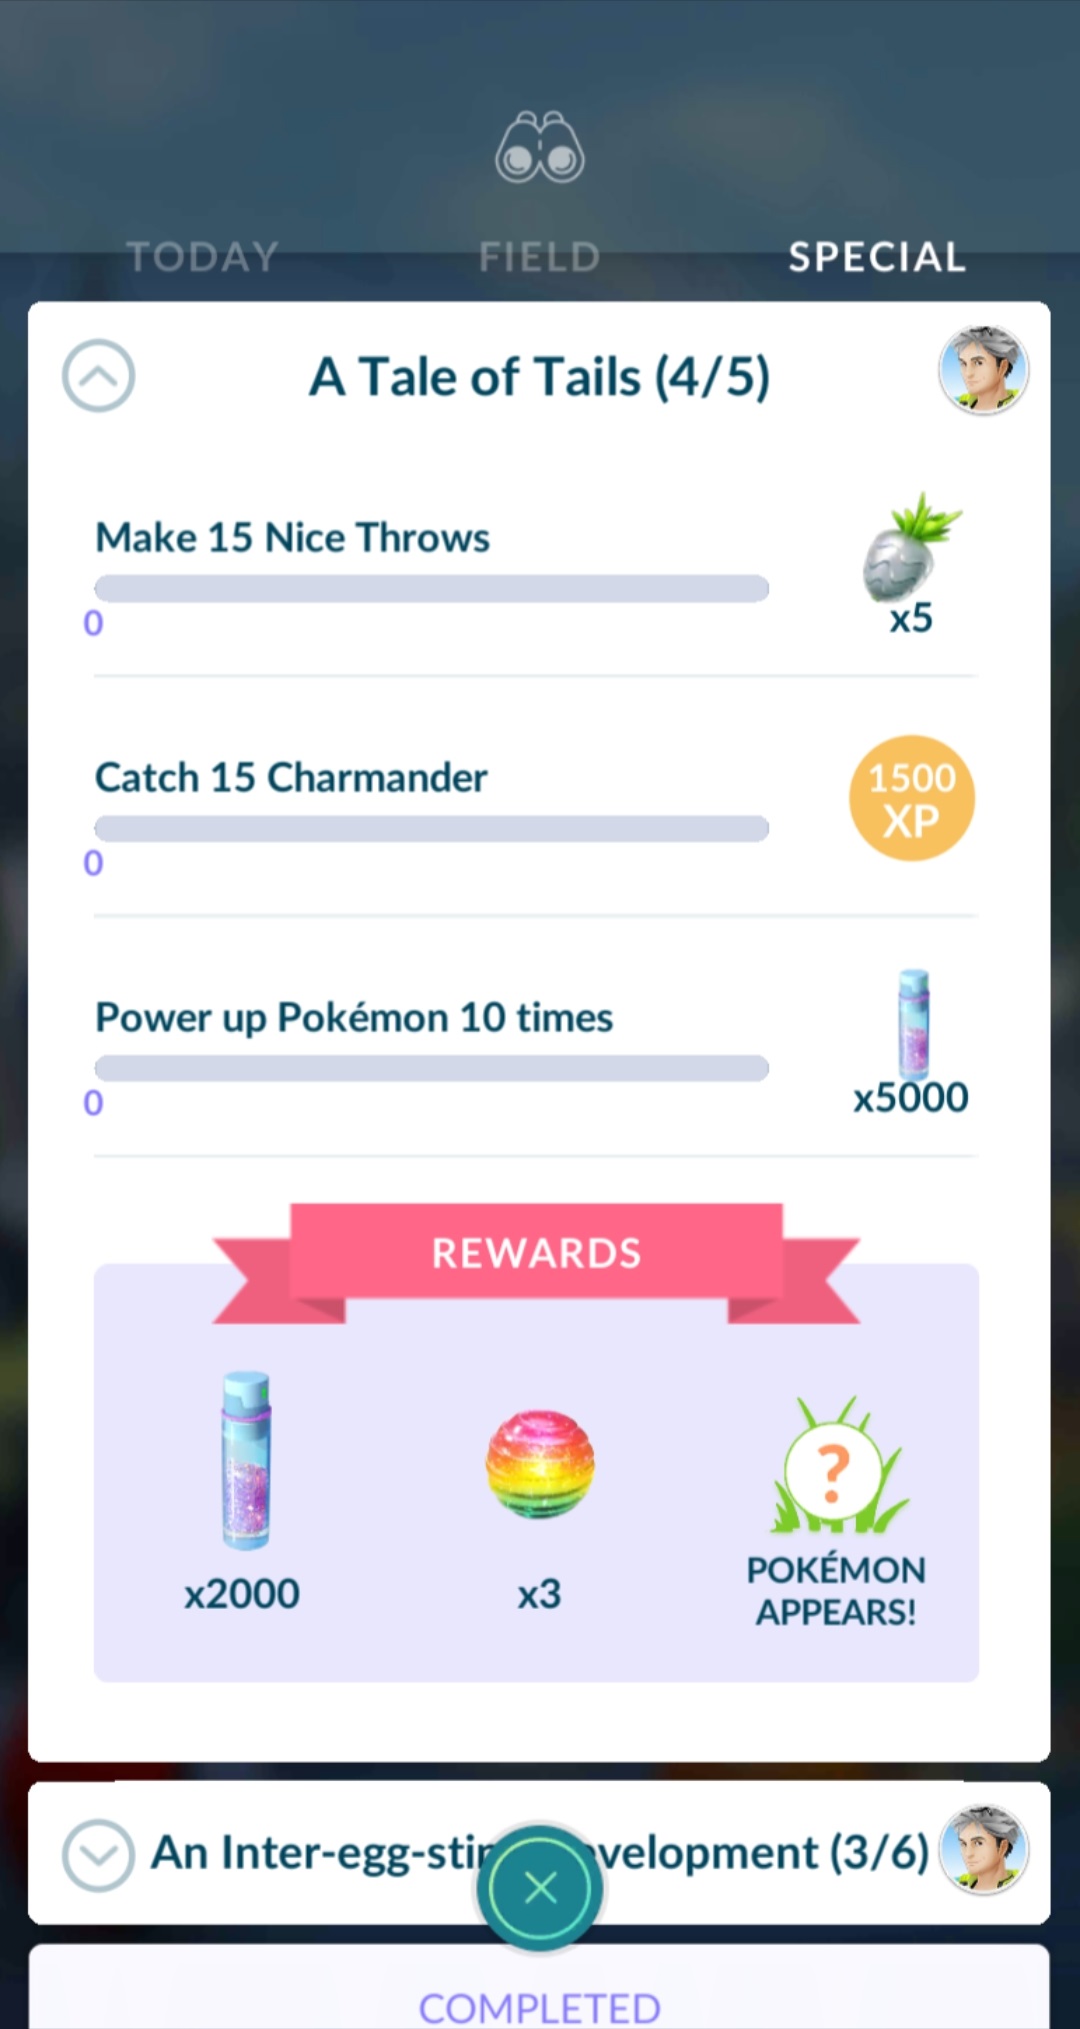 TODAY FIELD SPECIAL
A Tale of Tails (4/5)
Make 15 Nice Throws
0
x5
Catch 15 Charmander
0
1500
XP
Power up Pokémon 10 times
0
x5000
REWARDS
x2000
x3
?
POKÉMON
APPEARS!
An Inter-egg-sti velopment (3/6)
COMPLETED